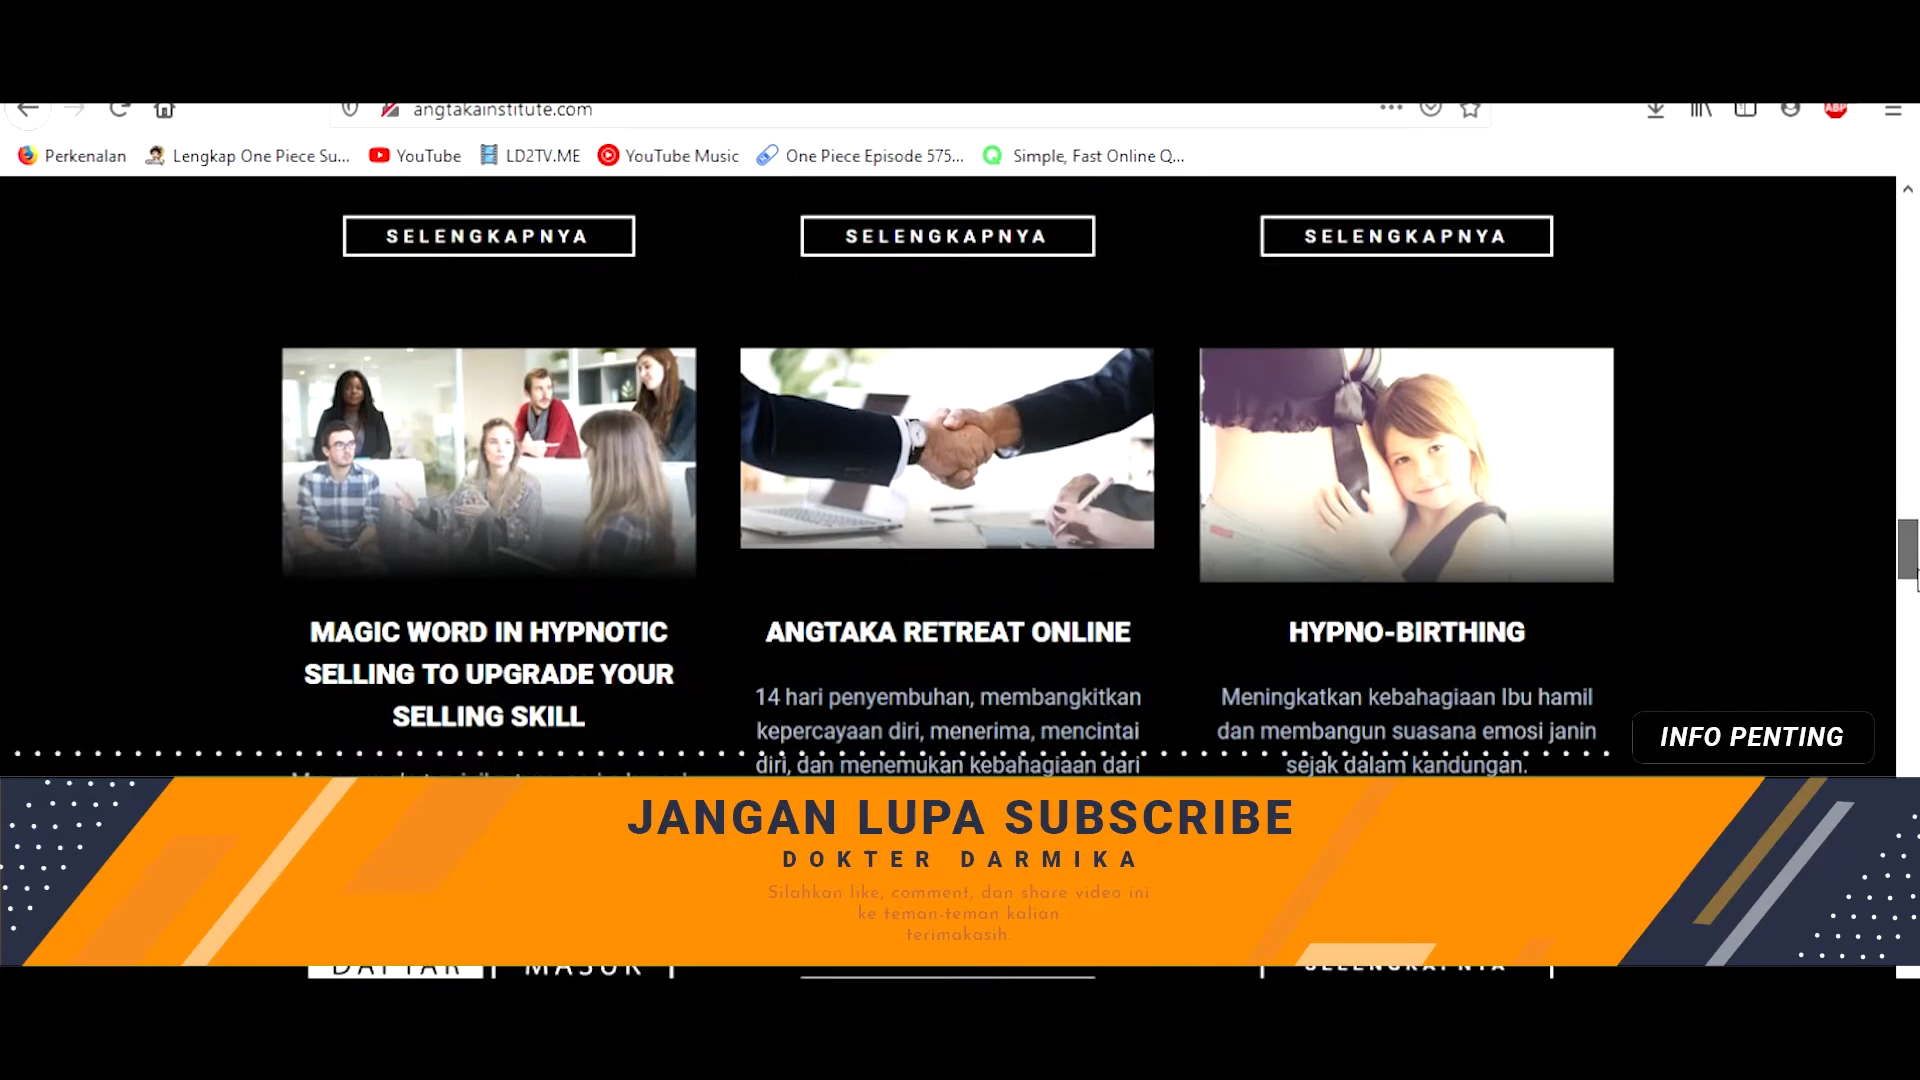 angtakainstitute.com
Perkenalan
Lengkap One Piece Su...
YouTube
LD2TV.ME
YouTube Music
One Piece Episode 575...
Simple, Fast Online Q...
SELENGKAPNYA
SELENGKAPNYA
SELENGKAPNYA
MAGIC WORD IN HYPNOTIC
SELLING TO UPGRADE YOUR
SELLING SKILL
ANGTAKA RETREAT ONLINE
14 hari penyembuhan, membangkitkan
kepercayaan diri, menerima, mencintai
diri, dan menemukan kebahagiaan dari
HYPNO-BIRTHING
Meningkatkan kebahagiaan Ibu hamil
dan membangun suasana emosi janin
sejak dalam kandungan.
INFO PENTING
JANGAN LUPA SUBSCRIBE
DOKTER DARMIKA
Silahkan like, comment, dan share video ini
ke teman-teman kalian
terimakasih.
DAFTAR
MASUK
SELENGKAPNYA